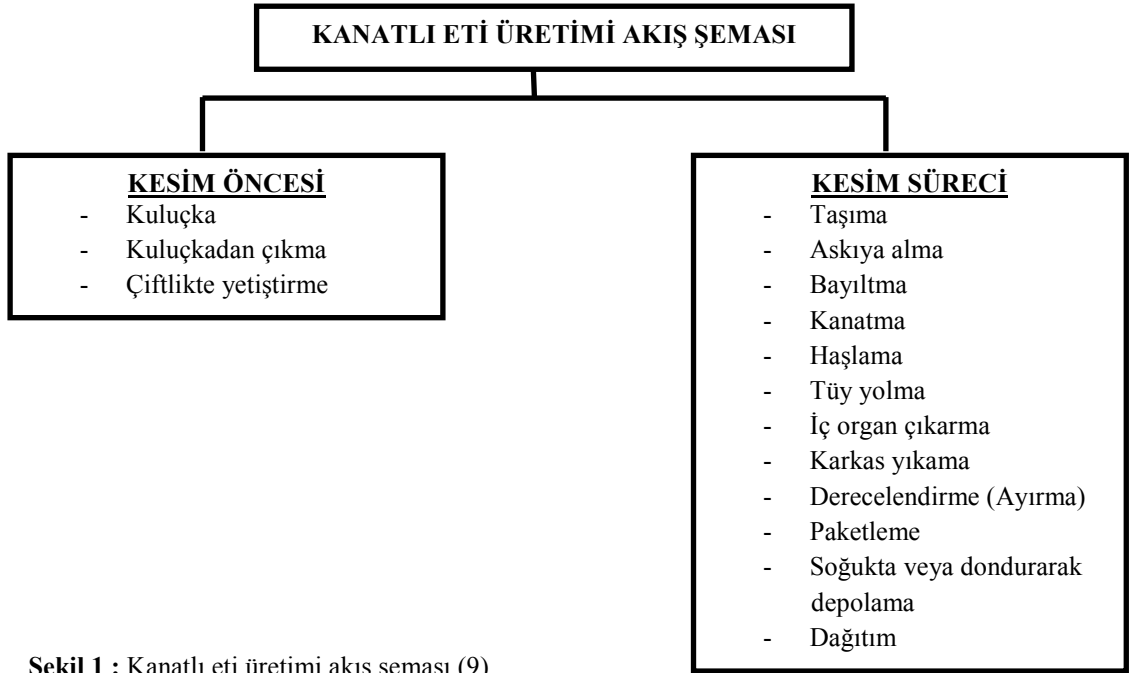 KANATLI ETİ ÜRETİMİ AKIŞ ŞEMASI
KESİM ÖNCESİ
- Kuluçka
- Kuluçkadan çıkma
- Çiftlikte yetiştirme
KESİM SÜRECİ
- Taşıma
- Askıya alma
- Bayıltma
- Kanatma
- Haşlama
- Tüy yolma
- İç organ çıkarma
- Karkas yıkama
- Derecelendirme (Ayırma)
- Paketleme
- Soğukta veya dondurarak
depolama
- Dağıtım
Şekil 1 : Kanatlı eti üretimi akış şeması (9)